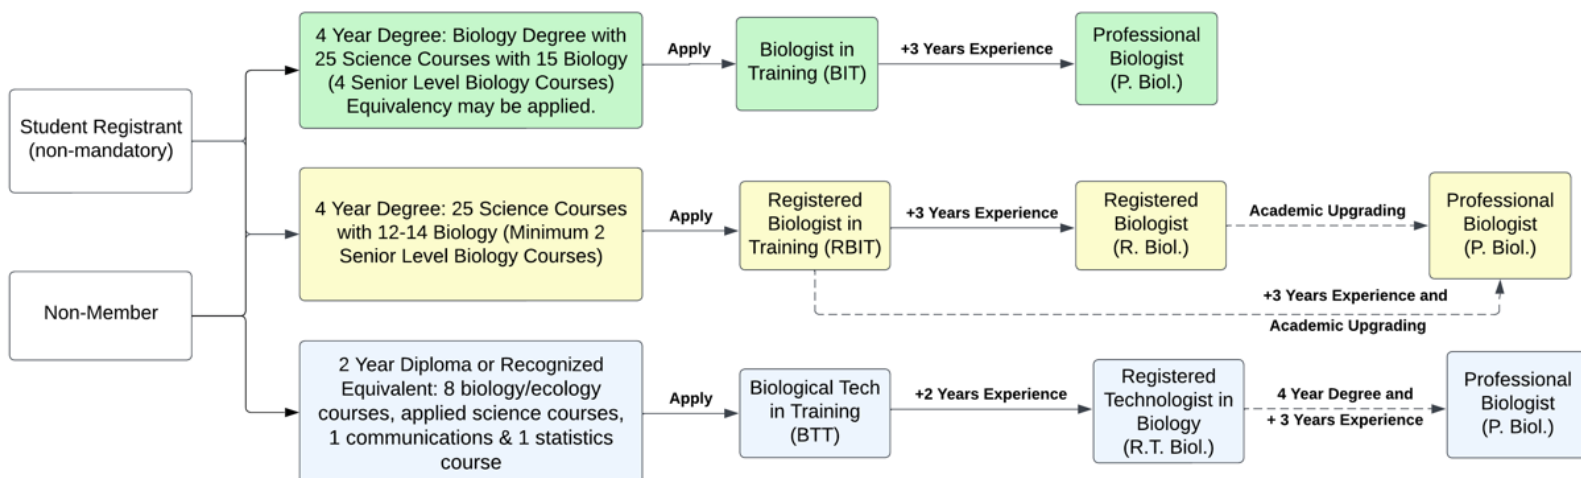 4 Year Degree: Biology Degree with
25 Science Courses with 15 Biology
(4 Senior Level Biology Courses)
Equivalency may be applied.
Apply
Biologist in
Training (BIT)
+3 Years Experience
Professional
Biologist
(P. Biol.)
Student Registrant
(non-mandatory)
4 Year Degree: 25 Science Courses
with 12-14 Biology (Minimum 2
Senior Level Biology Courses)
Apply
Registered
Biologist in
Training (RBIT)
+3 Years Experience
Registered
Biologist
(R. Biol.)
Academic Upgrading
Professional
Biologist
(P. Biol.)
+3 Years Experience and
Academic Upgrading
Non-Member
2 Year Diploma or Recognized
Equivalent: 8 biology/ecology
courses, applied science courses,
1 communications & 1 statistics
course
Apply
Biological Tech
in Training
(BTT)
+2 Years Experience
Registered
Technologist in
Biology
(R.T. Biol.)
4 Year Degree and
+ 3 Years Experience
Professional
Biologist
(P. Biol.)